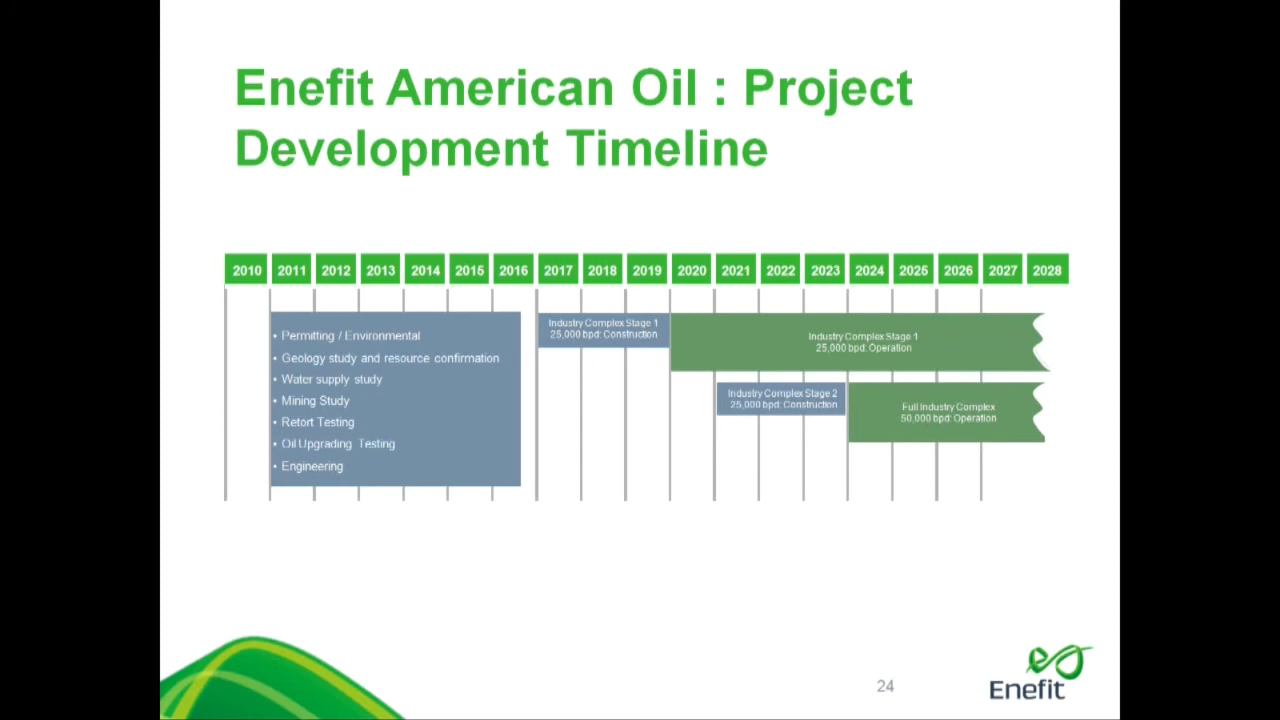 Enefit American Oil : Project
Development Timeline
2010 2011 2012 2013 2014 2015 2016 2017 2018 2019 2020 2021 2022 2023 2024 2025 2026 2027 2028
• Permitting / Environmental
• Geology study and resource confirmation
• Water supply study
• Mining Study
• Retort Testing
• Oil Upgrading Testing
• Engineering
Industry Complex Stage 1
25,000 bpd: Construction
Industry Complex Stage 1
25,000 bpd: Operation
Industry Complex Stage 2
25,000 bpd: Construction
Full Industry Complex
50,000 bpd: Operation
24
Enefit